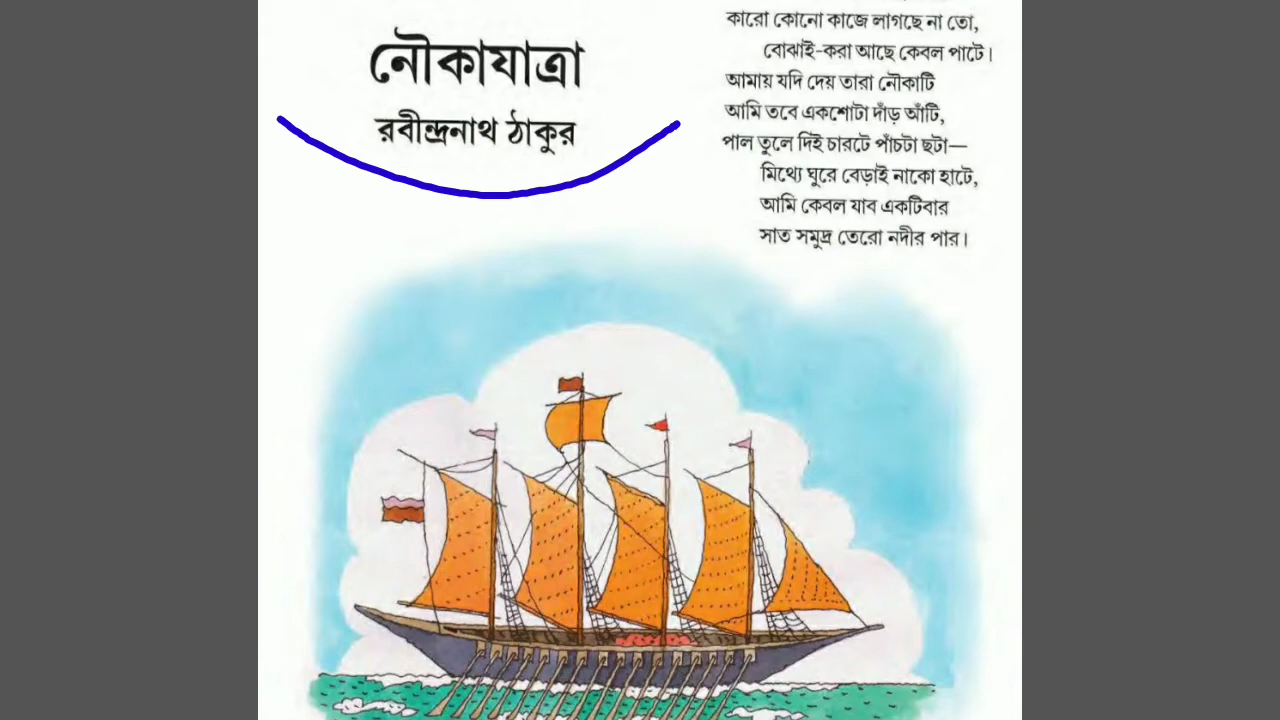 নৌকাযাত্রা
রবীন্দ্রনাথ ঠাকুর
কারো কোনো কাজে লাগছে না তো,
বোঝাই-করা আছে কেবল পাটে।
আমায় যদি দেয় তারা নৌকাটি
আমি তবে একশোটা দাঁড় আঁটি,
পাল তুলে দিই চারটে পাঁচটা ছটা—
মিথ্যে ঘুরে বেড়াই নাকো হাটে,
আমি কেবল যাব একটিবার
সাত সমুদ্র তেরো নদীর পার।